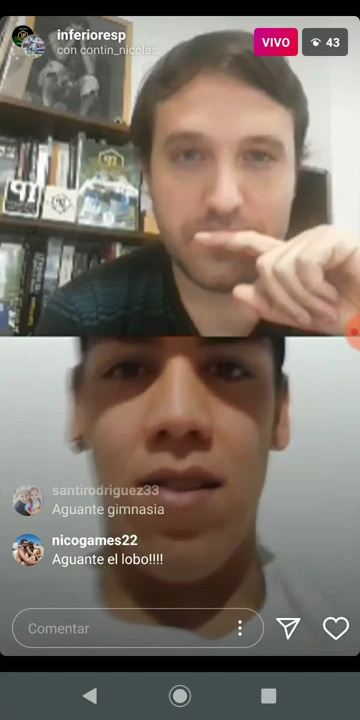 inferioresp
con contin_nicolas
VIVO
43
santirodriguez33
Aguante gimnasia
nicogames22
Aguante el lobo!!!!
Comentar